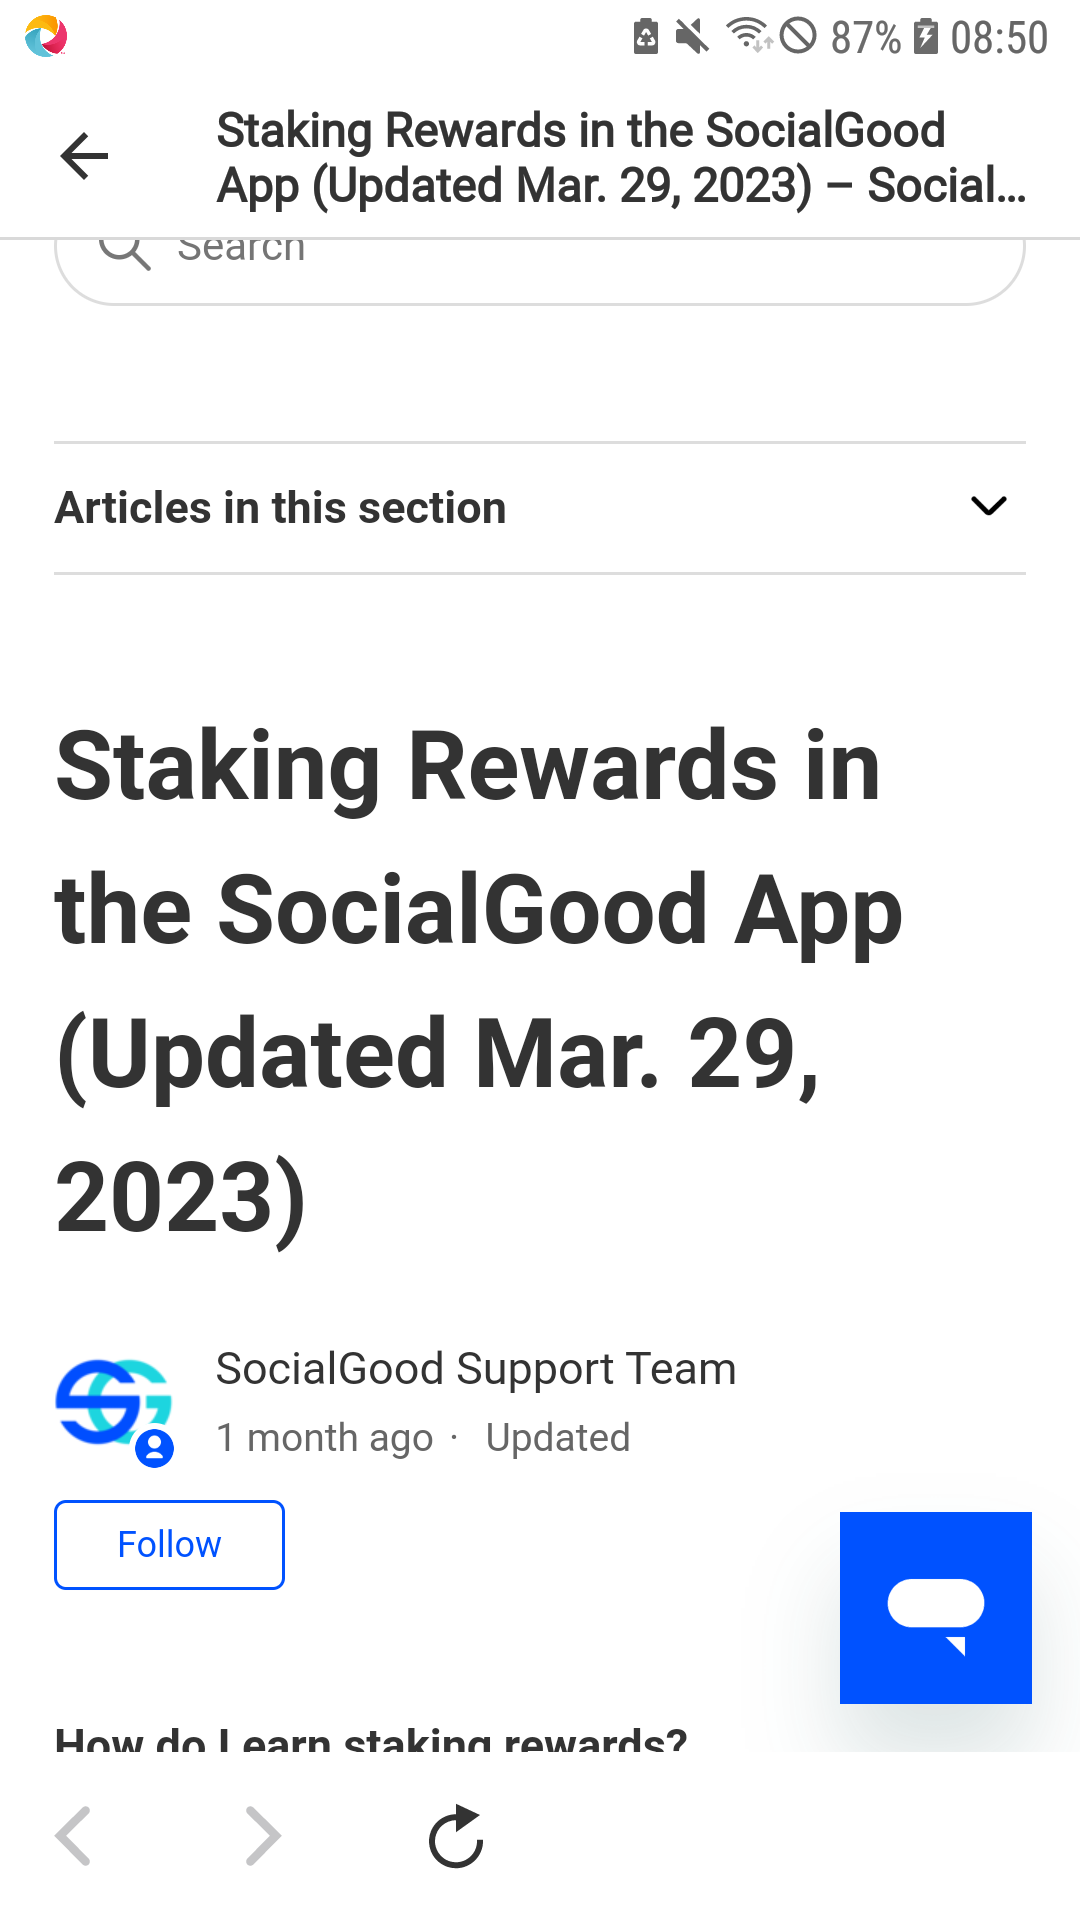 87% 08:50
Staking Rewards in the SocialGood
App (Updated Mar. 29, 2023) – Social...
Search
Articles in this section
Staking Rewards in
the SocialGood App
(Updated Mar. 29,
2023)
SocialGood Support Team
1 month ago · Updated
Follow
How do I earn staking rewards?